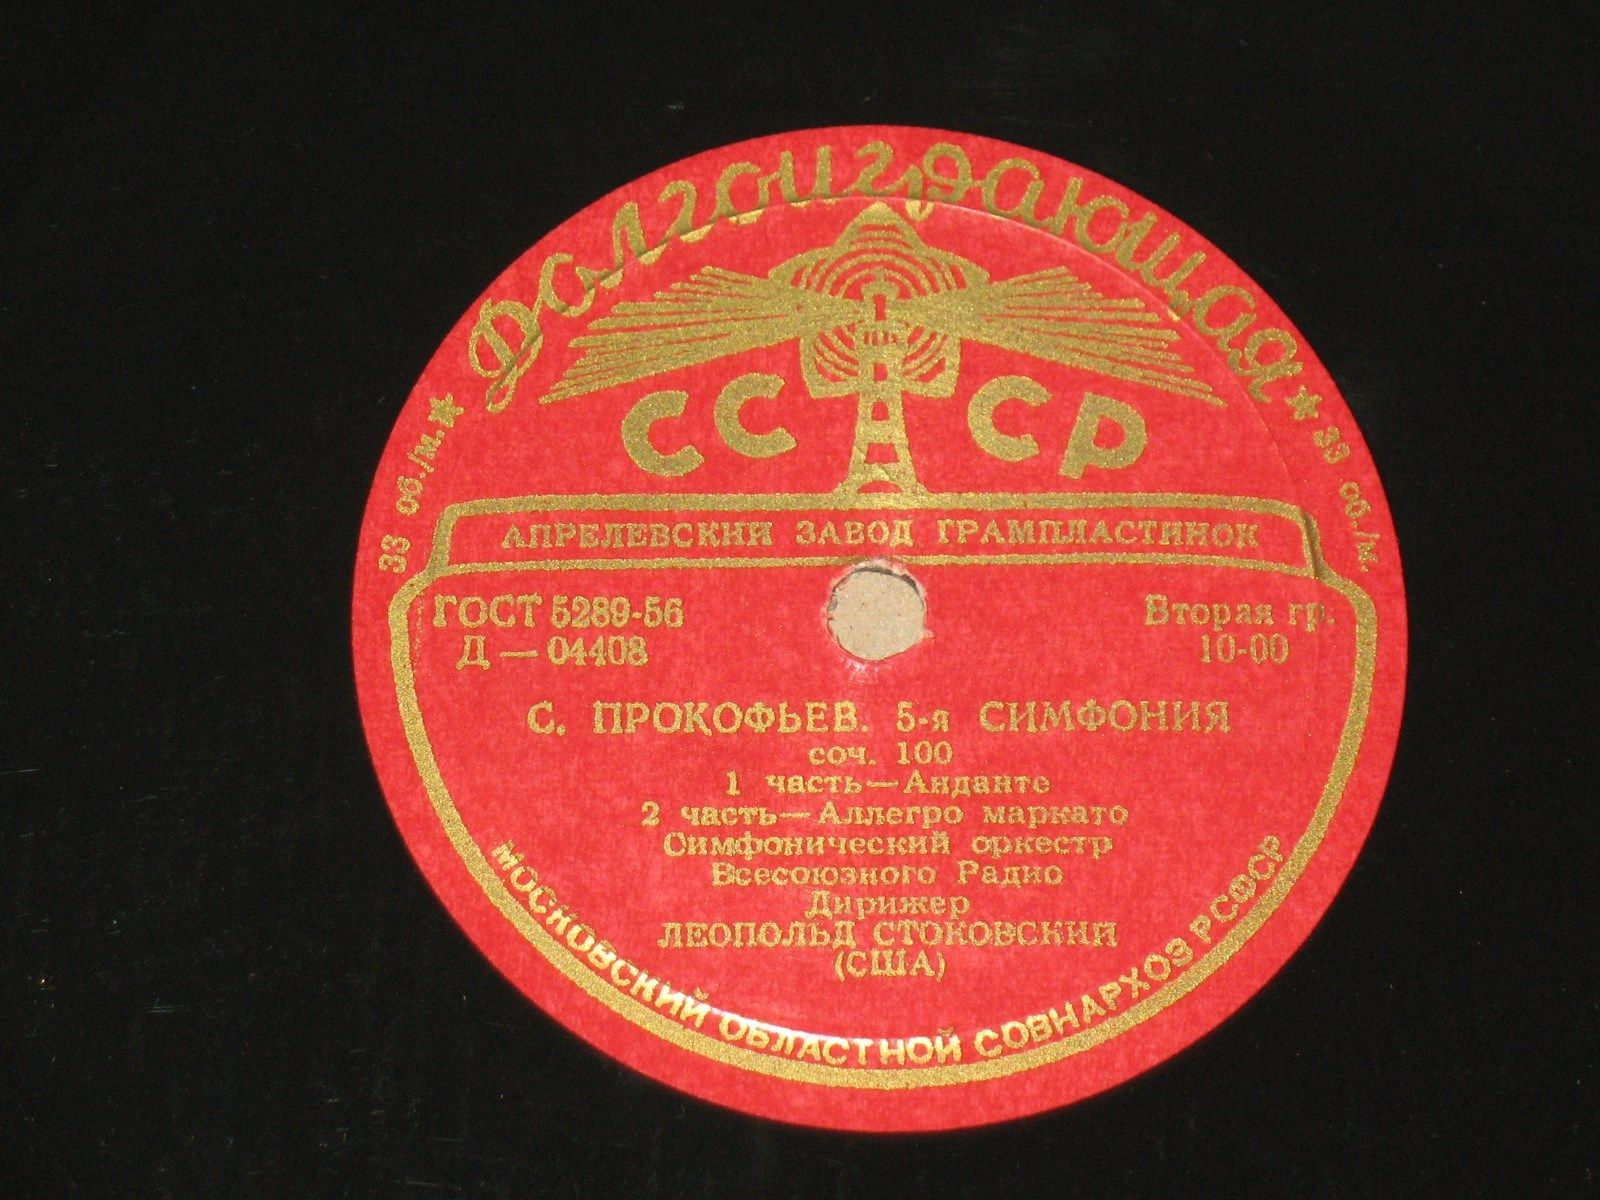 Долгоиграющая
33 об./м. ★ ★ 33 об./м.
СССР
АПРЕЛЕВСКИЙ ЗАВОД ГРАМПЛАСТИНОК
ГОСТ 5289-56
Д — 04408
Вторая гр.
10-00
С. ПРОКОФЬЕВ. 5-я СИМФОНИЯ
соч. 100
1 часть—Анданте
2 часть—Аллегро маркато
Симфонический оркестр
Всесоюзного Радио
Дирижер
ЛЕОПОЛЬД СТОКОВСКИЙ
(США)
МОСКОВСКИЙ ОБЛАСТНОЙ СОВНАРХОЗ РСФСР